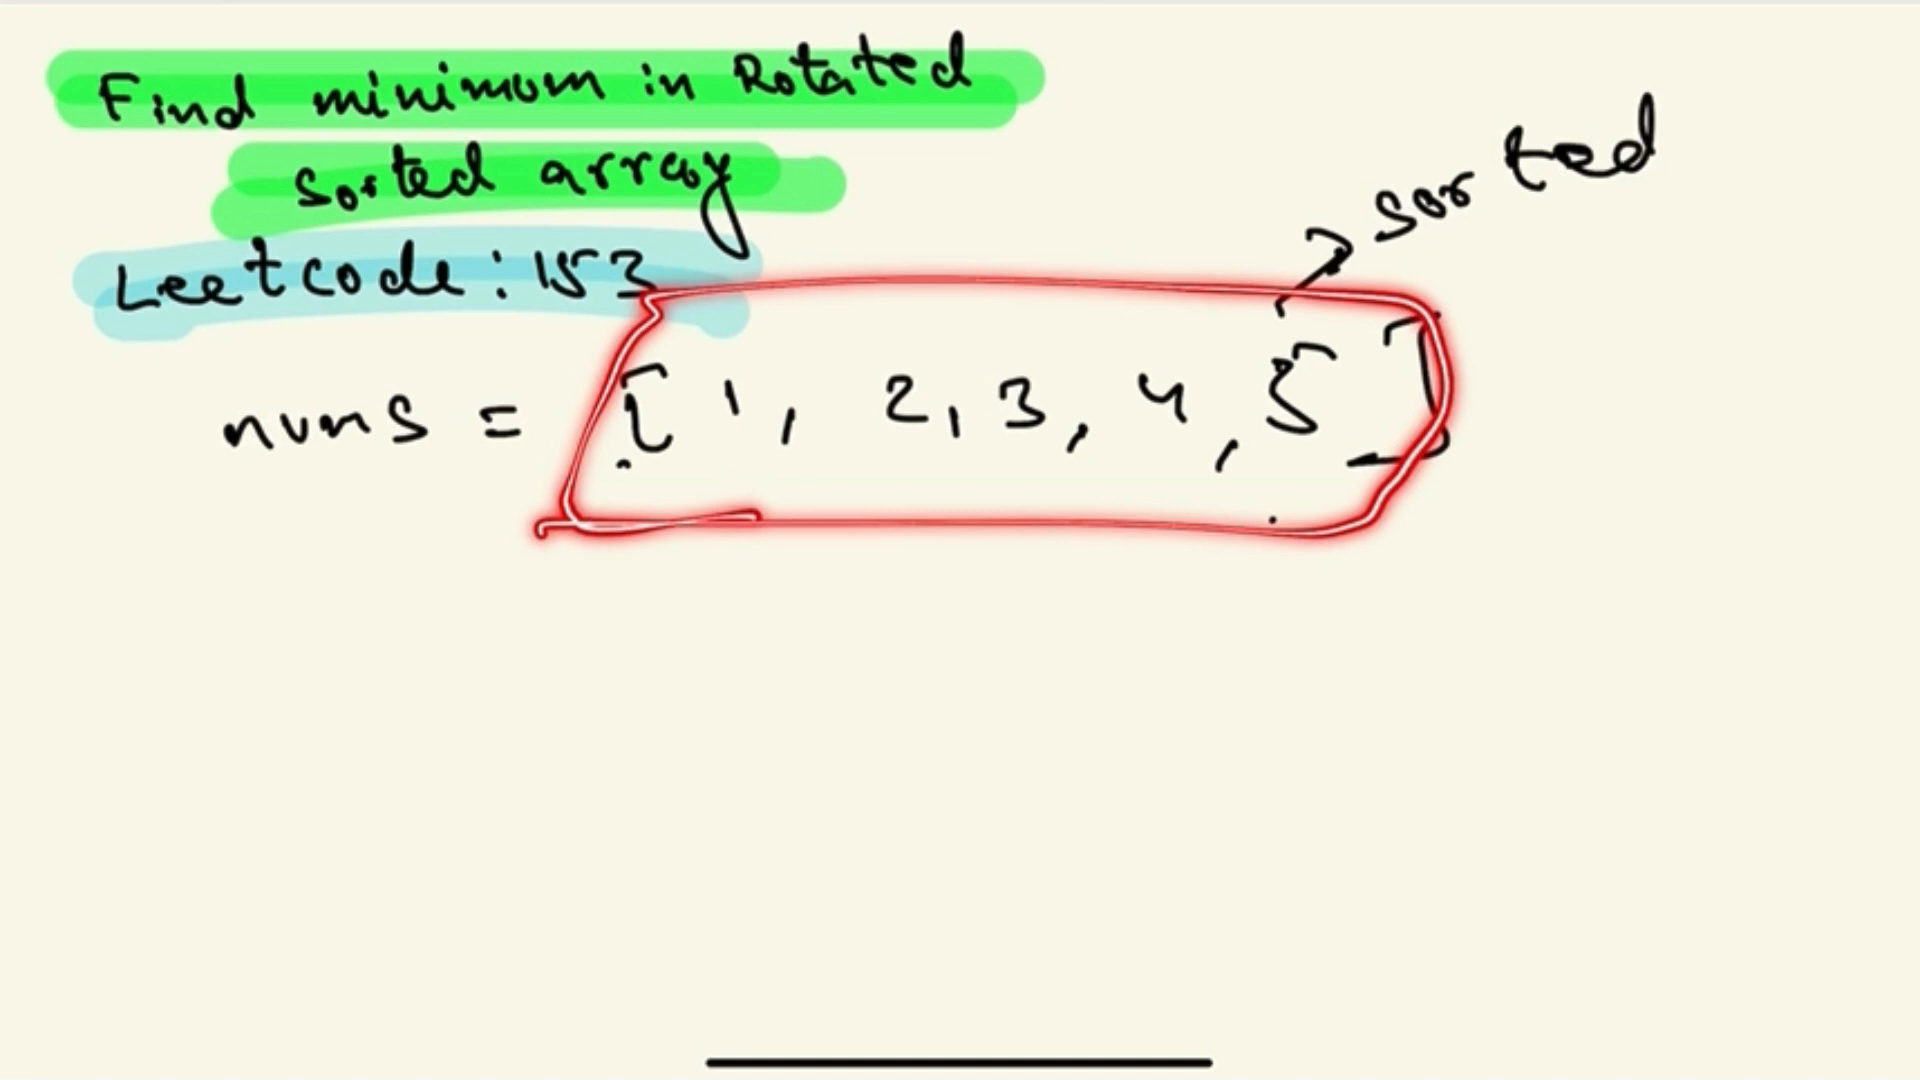 Find minimum in Rotated
sorted array
Leetcode: 153
sorted
nums = [1, 2, 3, 4, 5]